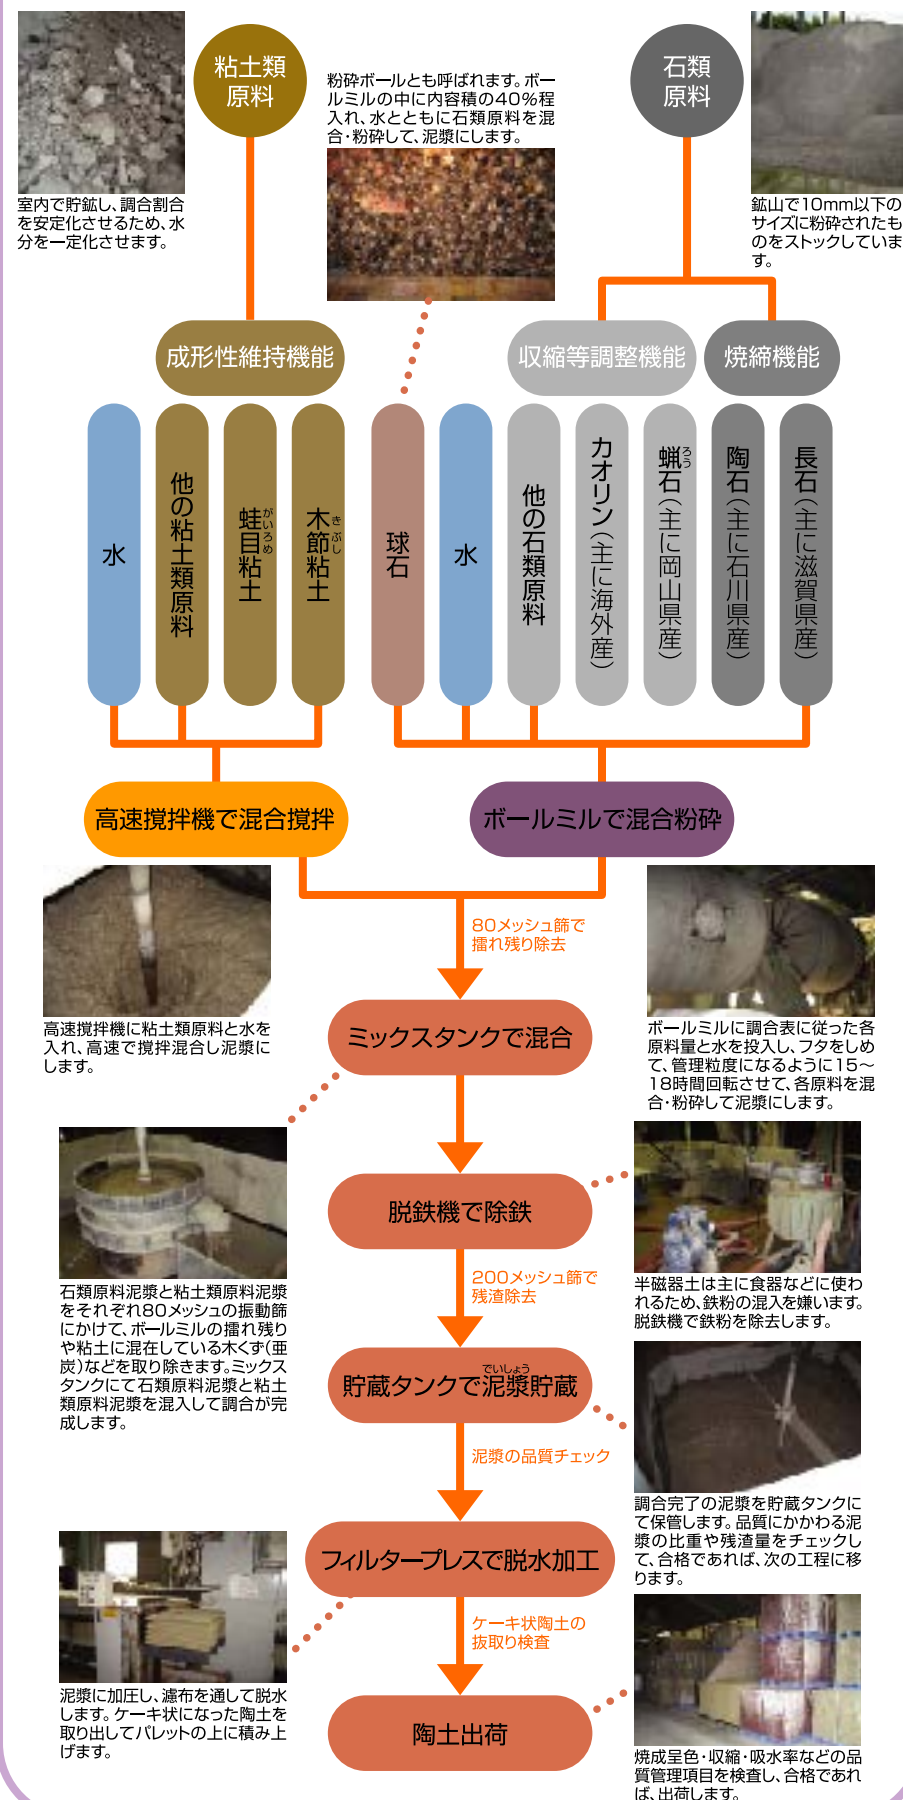 粘土類
原料
石類
原料
粉砕ボールとも呼ばれます。ボー
ルミルの中に内容積の40%程
入れ、水とともに石類原料を混
合・粉砕して、泥漿にします。
室内で貯鉱し、調合割合
を安定化させるため、水
分を一定化させます。
鉱山で10mm以下の
サイズに粉砕されたも
のをストックしていま
す。
成形性維持機能
収縮等調整機能
焼締機能
水
他の粘土類原料
蛙目粘土
がいろめ
木節粘土
きぶし
球石
水
他の石類原料
カオリン(主に海外産)
蝋石(主に岡山県産)
ろう
陶石(主に石川県産)
長石(主に滋賀県産)
高速撹拌機で混合撹拌
ボールミルで混合粉砕
80メッシュ篩で
擂れ残り除去
高速撹拌機に粘土類原料と水を
入れ、高速で撹拌混合し泥漿に
します。
ボールミルに調合表に従った各
原料量と水を投入し、フタをしめ
て、管理粒度になるように15〜
18時間回転させて、各原料を混
合・粉砕して泥漿にします。
ミックスタンクで混合
脱鉄機で除鉄
石類原料泥漿と粘土類原料泥漿
をそれぞれ80メッシュの振動篩
にかけて、ボールミルの擂れ残り
や粘土に混在している木くず(亜
炭)などを取り除きます。ミックス
タンクにて石類原料泥漿と粘土
類原料泥漿を混入して調合が完
成します。
200メッシュ篩で
残渣除去
半磁器土は主に食器などに使わ
れるため、鉄粉の混入を嫌います。
脱鉄機で鉄粉を除去します。
でいしょう
貯蔵タンクで泥漿貯蔵
泥漿の品質チェック
調合完了の泥漿を貯蔵タンクに
て保管します。品質にかかわる泥
漿の比重や残渣量をチェックし
て、合格であれば、次の工程に移
ります。
フィルタープレスで脱水加工
ケーキ状陶土の
抜取り検査
泥漿に加圧し、濾布を通して脱水
します。ケーキ状になった陶土を
取り出してパレットの上に積み上
げます。
陶土出荷
焼成呈色・収縮・吸水率などの品
質管理項目を検査し、合格であれ
ば、出荷します。